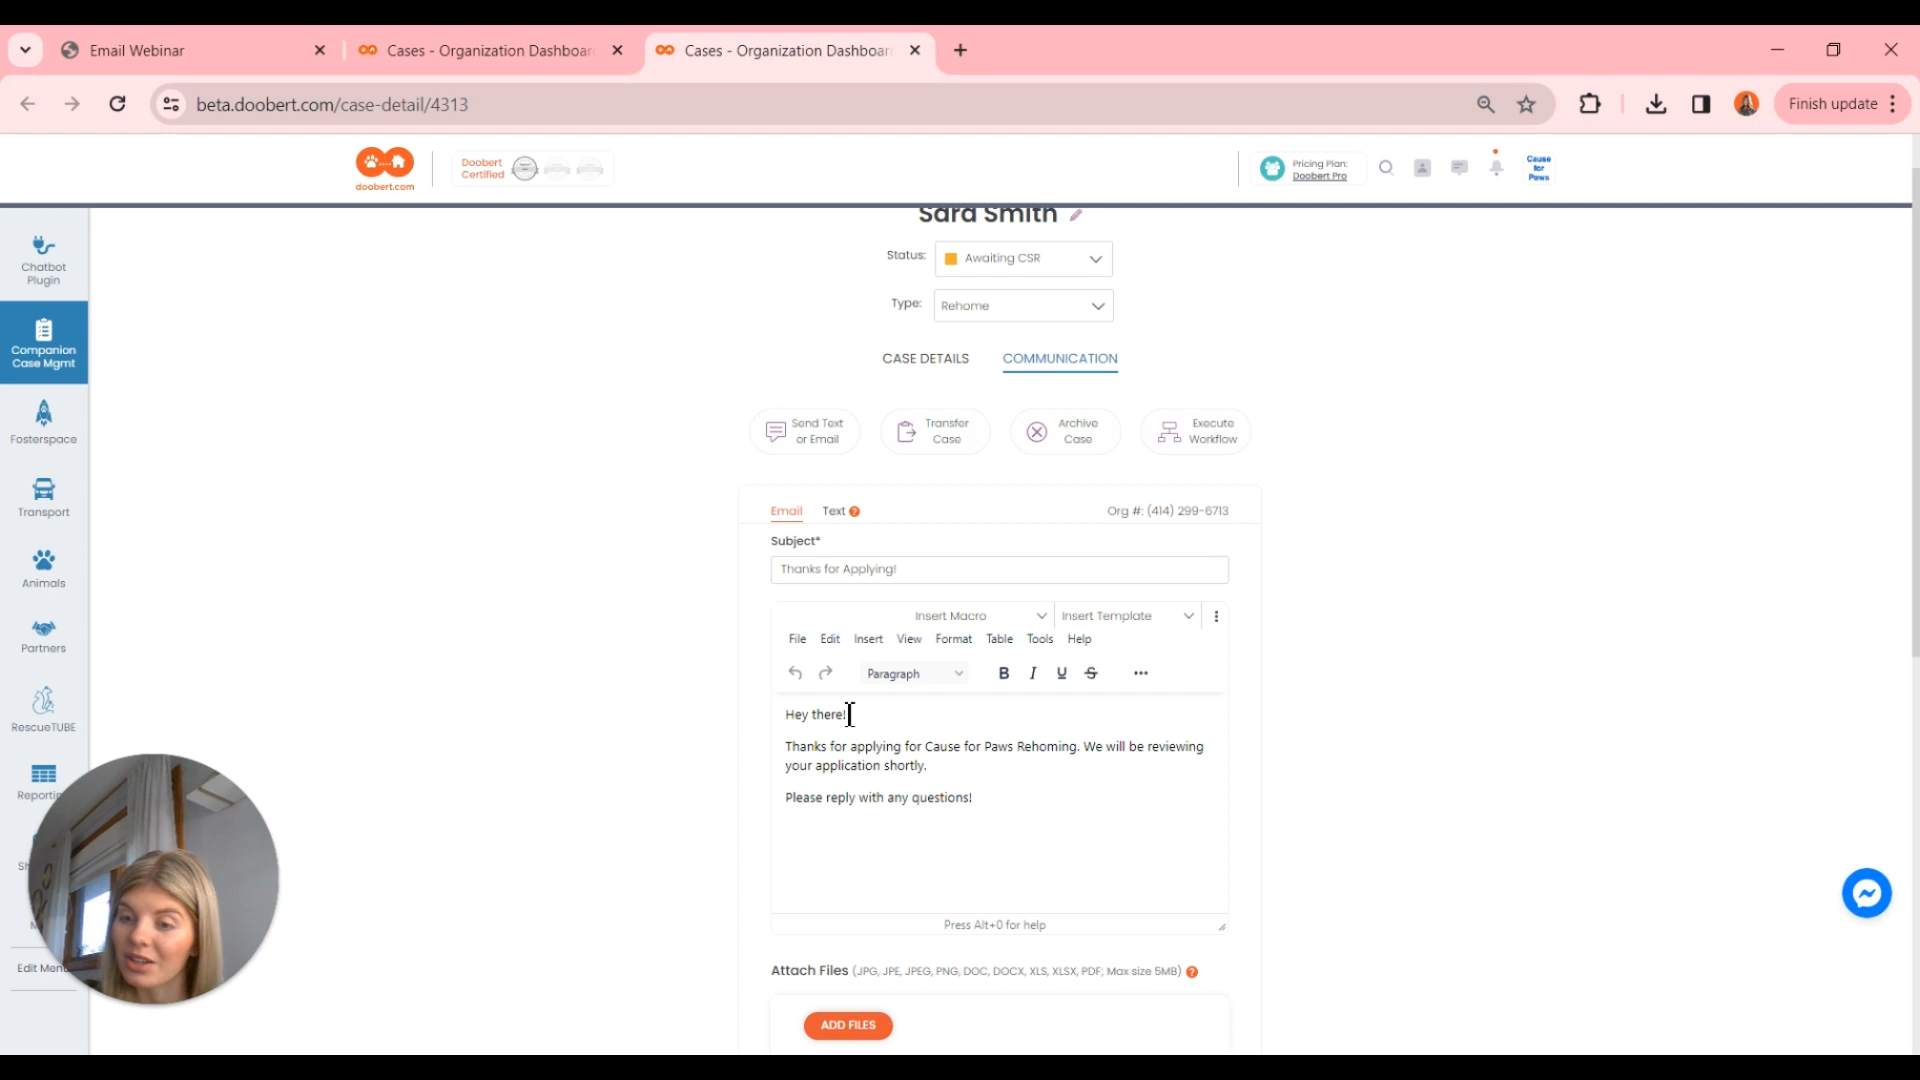 Email Webinar
Cases - Organization Dashboar
Cases - Organization Dashboar
beta.doobert.com/case-detail/4313
Finish update
doobert.com
Doobert
Certified
Pricing Plan:
Doobert Pro
Cause
for
Paws
Chatbot
Plugin
Companion
Case Mgmt
Fosterspace
Transport
Animals
Partners
RescueTUBE
Reportin
Sh
Edit Men
Sara Smith
Status:
Awaiting CSR
Type:
Rehome
CASE DETAILS
COMMUNICATION
Send Text
or Email
Transfer
Case
Archive
Case
Execute
Workflow
Email
Text ?
Org #: (414) 299-6713
Subject*
Thanks for Applying!
Insert Macro
Insert Template
File Edit Insert View Format Table Tools Help
Paragraph
B I U S
Hey there!
Thanks for applying for Cause for Paws Rehoming. We will be reviewing
your application shortly.
Please reply with any questions!
Press Alt+0 for help
Attach Files (JPG, JPE, JPEG, PNG, DOC, DOCX, XLS, XLSX, PDF; Max size 5MB) ?
ADD FILES